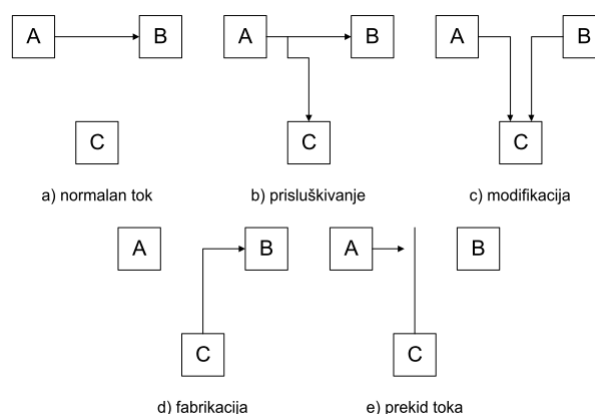 A B A B A B
C C C
a) normalan tok b) prisluškivanje c) modifikacija
A B A B
C C
d) fabrikacija e) prekid toka